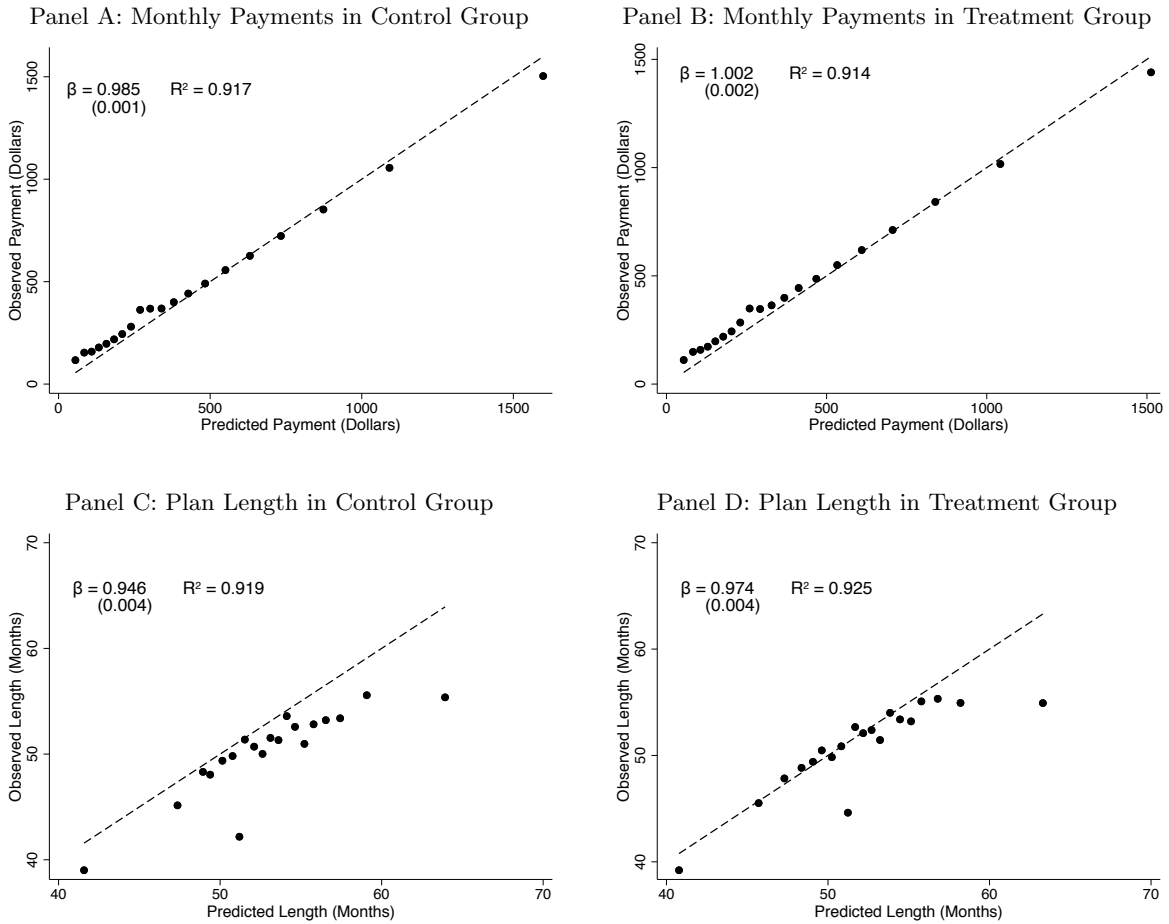 Panel A: Monthly Payments in Control Group
β = 0.985 R² = 0.917
(0.001)
Observed Payment (Dollars)
0 500 1000 1500
0 500 1000 1500
Predicted Payment (Dollars)
Panel B: Monthly Payments in Treatment Group
β = 1.002 R² = 0.914
(0.002)
Observed Payment (Dollars)
0 500 1000 1500
0 500 1000 1500
Predicted Payment (Dollars)
Panel C: Plan Length in Control Group
β = 0.946 R² = 0.919
(0.004)
Observed Length (Months)
40 50 60 70
40 50 60 70
Predicted Length (Months)
Panel D: Plan Length in Treatment Group
β = 0.974 R² = 0.925
(0.004)
Observed Length (Months)
40 50 60 70
40 50 60 70
Predicted Length (Months)